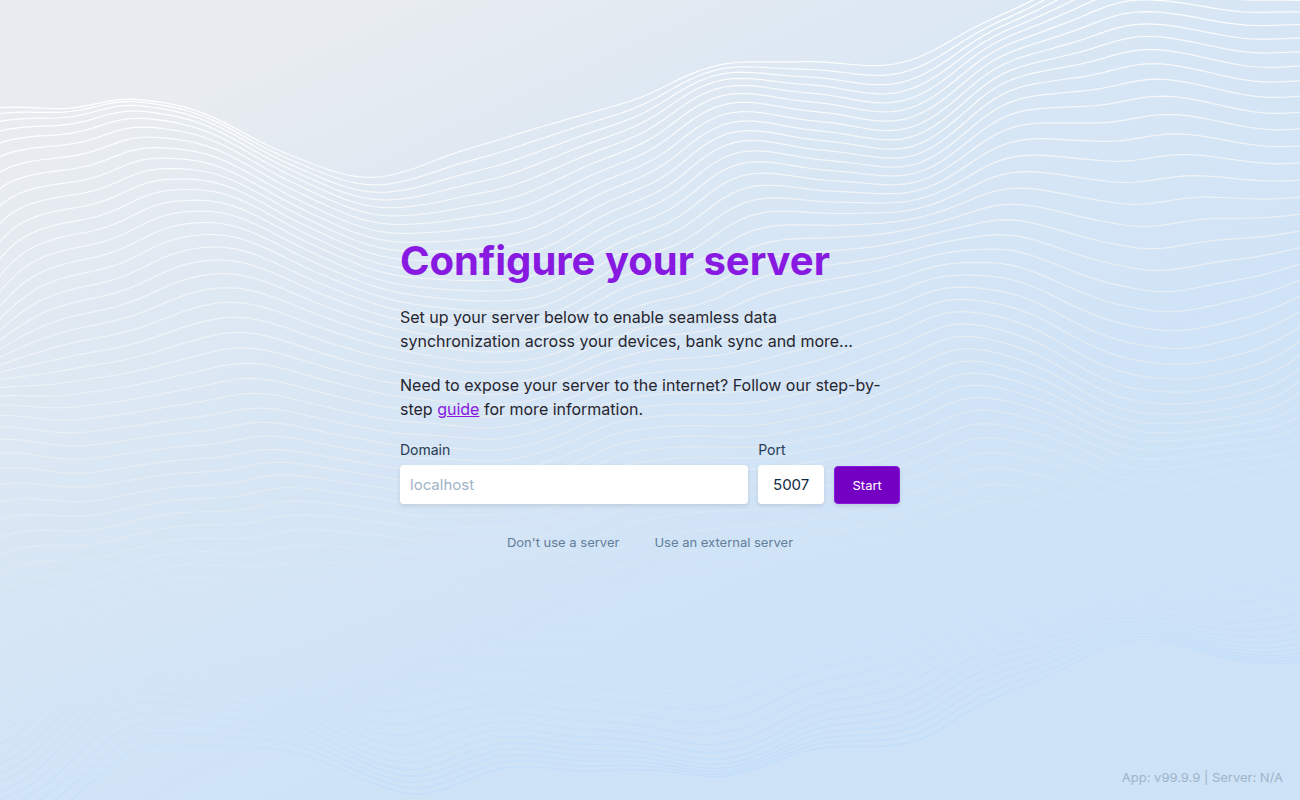 Configure your server
Set up your server below to enable seamless data
synchronization across your devices, bank sync and more...
Need to expose your server to the internet? Follow our step-by-
step guide for more information.
Domain
Port
localhost
5007
Start
Don't use a server
Use an external server
App: v99.9.9 | Server: N/A